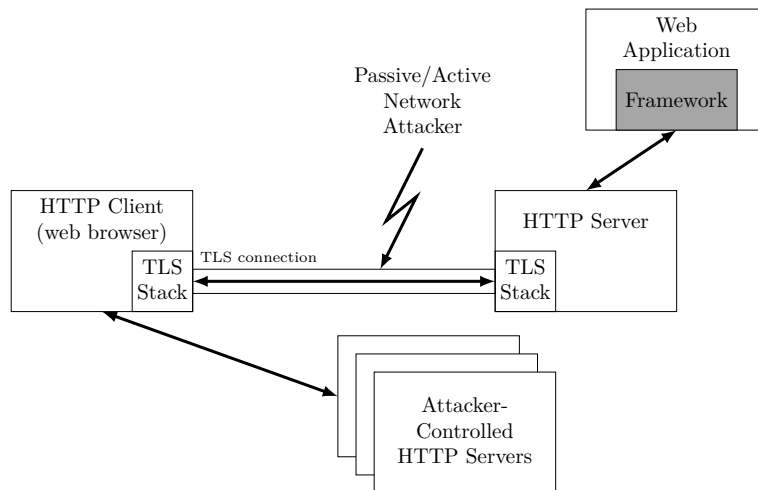 Web
Application
Framework
Passive/Active
Network
Attacker
HTTP Client
(web browser)
TLS
Stack
TLS connection
HTTP Server
TLS
Stack
Attacker-
Controlled
HTTP Servers